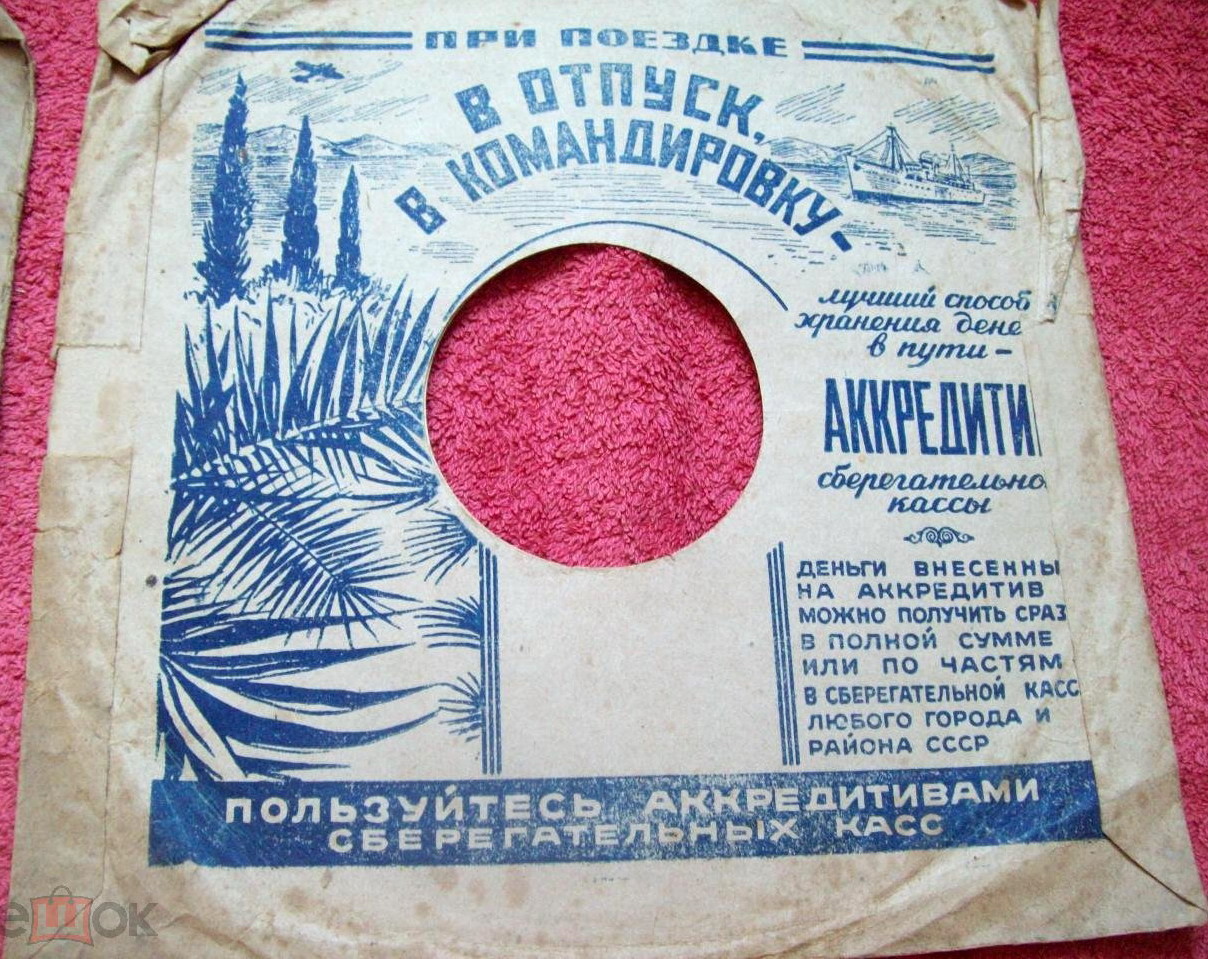 ПРИ ПОЕЗДКЕ
В ОТПУСК,
В КОМАНДИРОВКУ-
лучший способ
хранения дене
в пути -
АККРЕДИТИ
сберегательно
кассы
ДЕНЬГИ ВНЕСЕННЫ
НА АККРЕДИТИВ
МОЖНО ПОЛУЧИТЬ СРАЗ
В ПОЛНОЙ СУММЕ
ИЛИ ПО ЧАСТЯМ
В СБЕРЕГАТЕЛЬНОЙ КАСС
ЛЮБОГО ГОРОДА И
РАЙОНА СССР
ПОЛЬЗУЙТЕСЬ АККРЕДИТИВАМИ
СБЕРЕГАТЕЛЬНЫХ КАСС
ешок